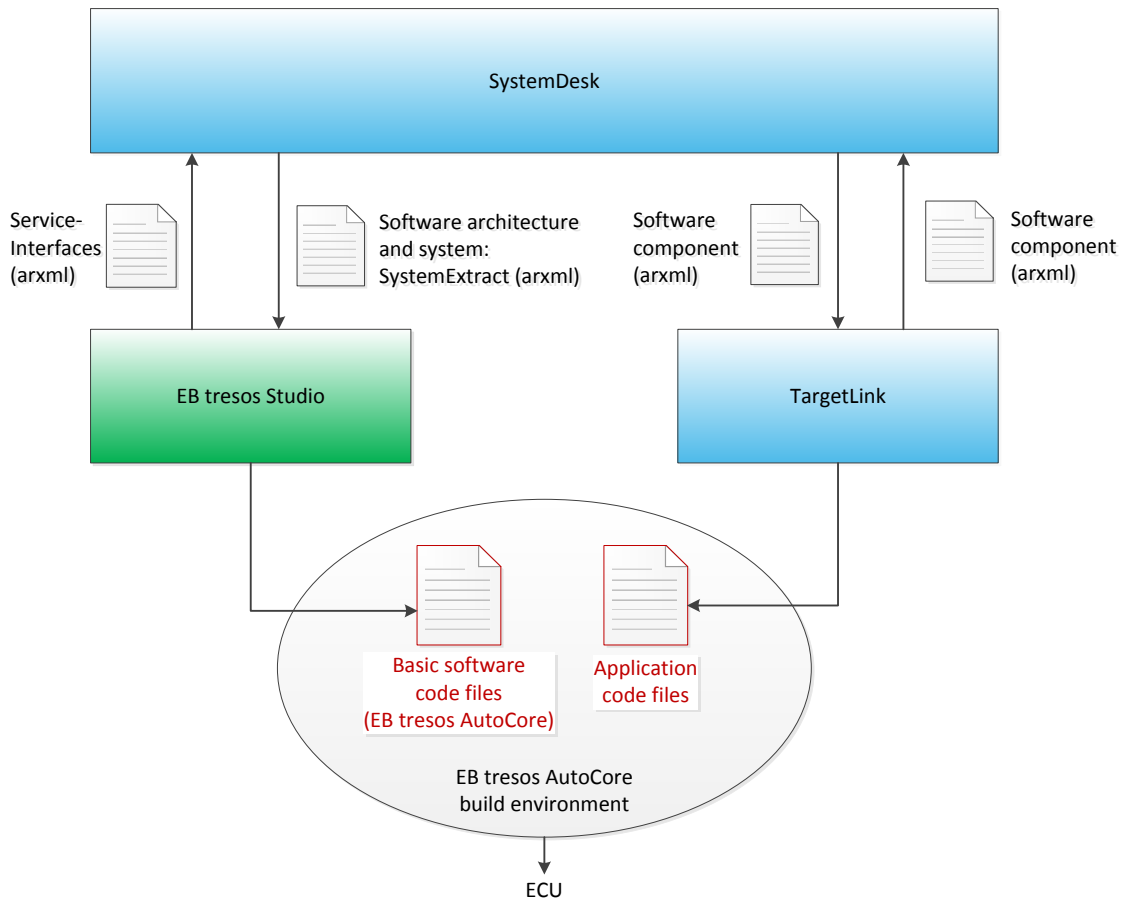 SystemDesk
Service-
Interfaces
(arxml)
Software architecture
and system:
SystemExtract (arxml)
Software
component
(arxml)
Software
component
(arxml)
EB tresos Studio
TargetLink
Basic software
code files
(EB tresos AutoCore)
Application
code files
EB tresos AutoCore
build environment
ECU